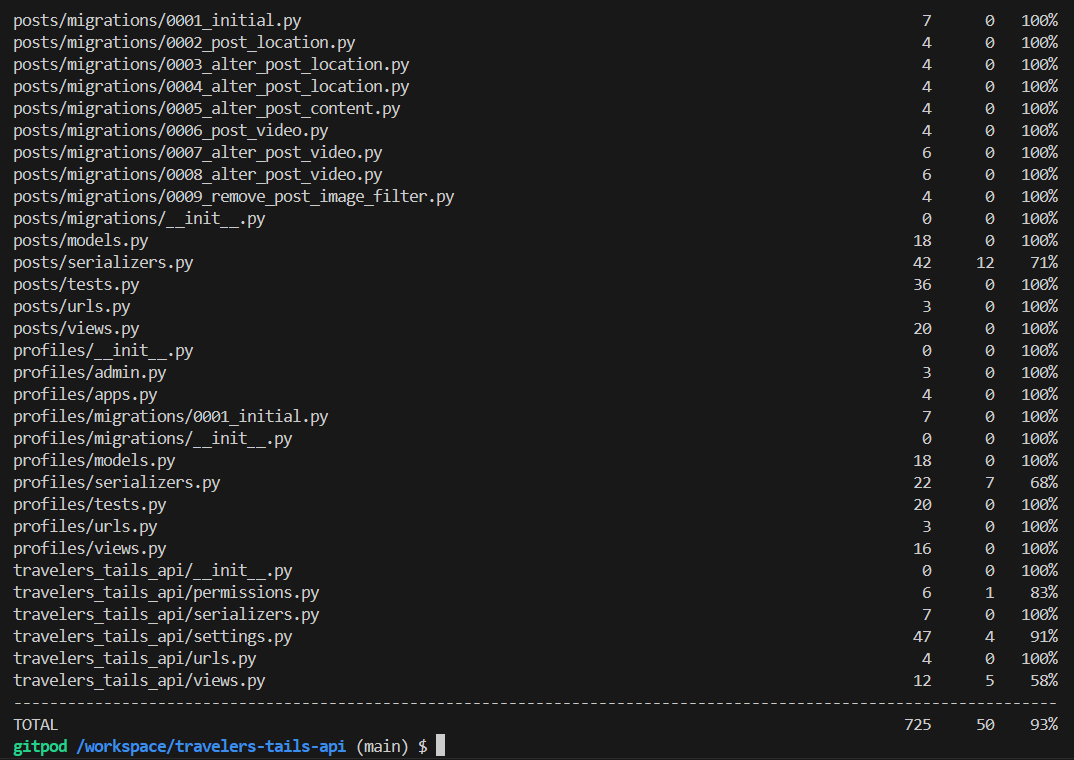 posts/migrations/0001_initial.py 7 0 100%
posts/migrations/0002_post_location.py 4 0 100%
posts/migrations/0003_alter_post_location.py 4 0 100%
posts/migrations/0004_alter_post_location.py 4 0 100%
posts/migrations/0005_alter_post_content.py 4 0 100%
posts/migrations/0006_post_video.py 4 0 100%
posts/migrations/0007_alter_post_video.py 6 0 100%
posts/migrations/0008_alter_post_video.py 6 0 100%
posts/migrations/0009_remove_post_image_filter.py 4 0 100%
posts/migrations/__init__.py 0 0 100%
posts/models.py 18 0 100%
posts/serializers.py 42 12 71%
posts/tests.py 36 0 100%
posts/urls.py 3 0 100%
posts/views.py 20 0 100%
profiles/__init__.py 0 0 100%
profiles/admin.py 3 0 100%
profiles/apps.py 4 0 100%
profiles/migrations/0001_initial.py 7 0 100%
profiles/migrations/__init__.py 0 0 100%
profiles/models.py 18 0 100%
profiles/serializers.py 22 7 68%
profiles/tests.py 20 0 100%
profiles/urls.py 3 0 100%
profiles/views.py 16 0 100%
travelers_tails_api/__init__.py 0 0 100%
travelers_tails_api/permissions.py 6 1 83%
travelers_tails_api/serializers.py 7 0 100%
travelers_tails_api/settings.py 47 4 91%
travelers_tails_api/urls.py 4 0 100%
travelers_tails_api/views.py 12 5 58%
--------------------------------------------------------------------------------------------------------------------
TOTAL 725 50 93%
gitpod /workspace/travelers-tails-api (main) $